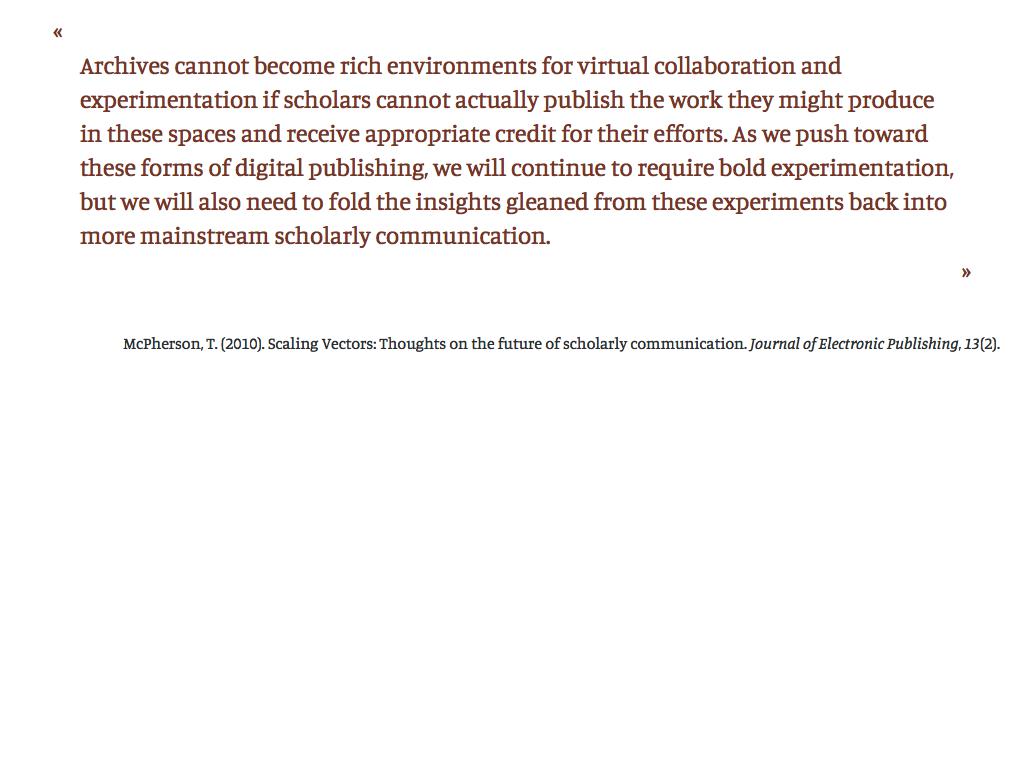 «
Archives cannot become rich environments for virtual collaboration and
experimentation if scholars cannot actually publish the work they might produce
in these spaces and receive appropriate credit for their efforts. As we push toward
these forms of digital publishing, we will continue to require bold experimentation,
but we will also need to fold the insights gleaned from these experiments back into
more mainstream scholarly communication.
»
McPherson, T. (2010). Scaling Vectors: Thoughts on the future of scholarly communication. Journal of Electronic Publishing, 13(2).